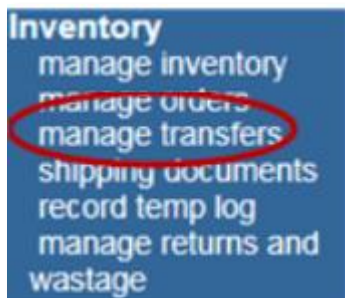 Inventory
manage inventory
manage orders
manage transfers
shipping documents
record temp log
manage returns and
wastage